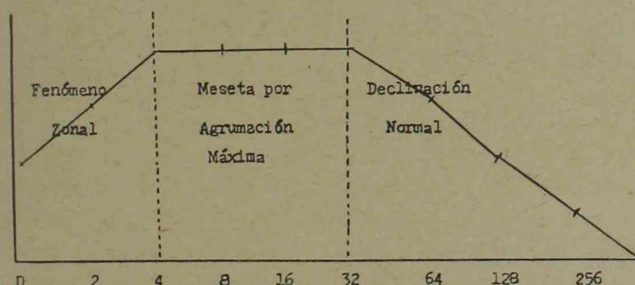 Fenómeno
Zonal
Meseta por
Agrumación
Máxima
Declinación
Normal
D 2 4 8 16 32 64 128 256